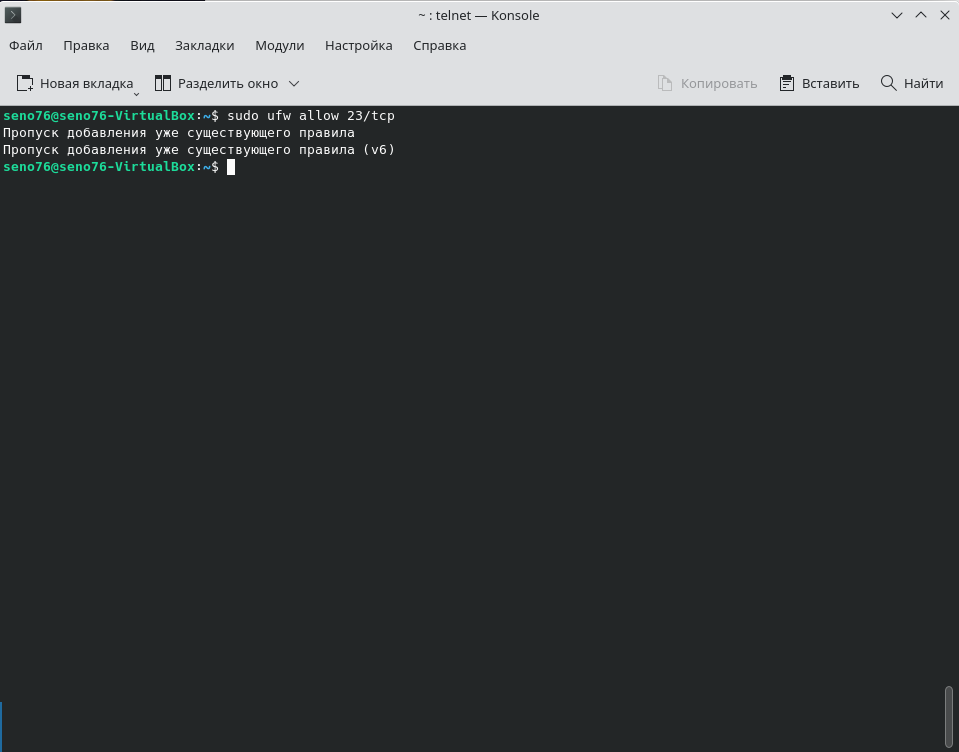 ~ : telnet — Konsole
Файл Правка Вид Закладки Модули Настройка Справка
Новая вкладка Разделить окно Копировать Вставить Найти
seno76@seno76-VirtualBox:~$ sudo ufw allow 23/tcp
Пропуск добавления уже существующего правила
Пропуск добавления уже существующего правила (v6)
seno76@seno76-VirtualBox:~$